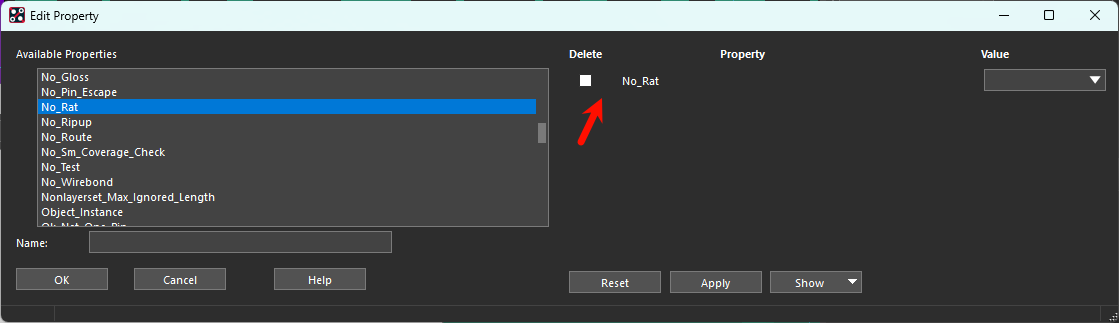 Edit Property
Available Properties
No_Gloss
No_Pin_Escape
No_Rat
No_Ripup
No_Route
No_Sm_Coverage_Check
No_Test
No_Wirebond
Nonlayerset_Max_Ignored_Length
Object_Instance
Ok_Net_One_Pin
Name:
OK Cancel Help
Delete Property Value
No_Rat
Reset Apply Show